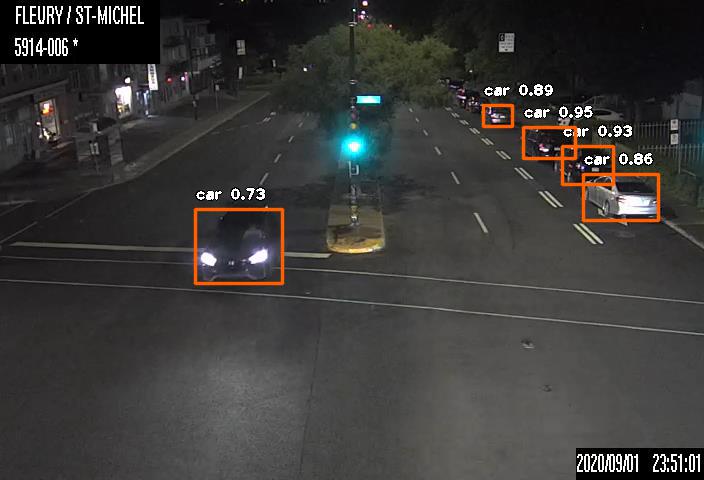 FLEURY / ST-MICHEL
5914-006 *
car 0.89
car 0.95
car 0.93
car 0.86
car 0.73
2020/09/01 23:51:01